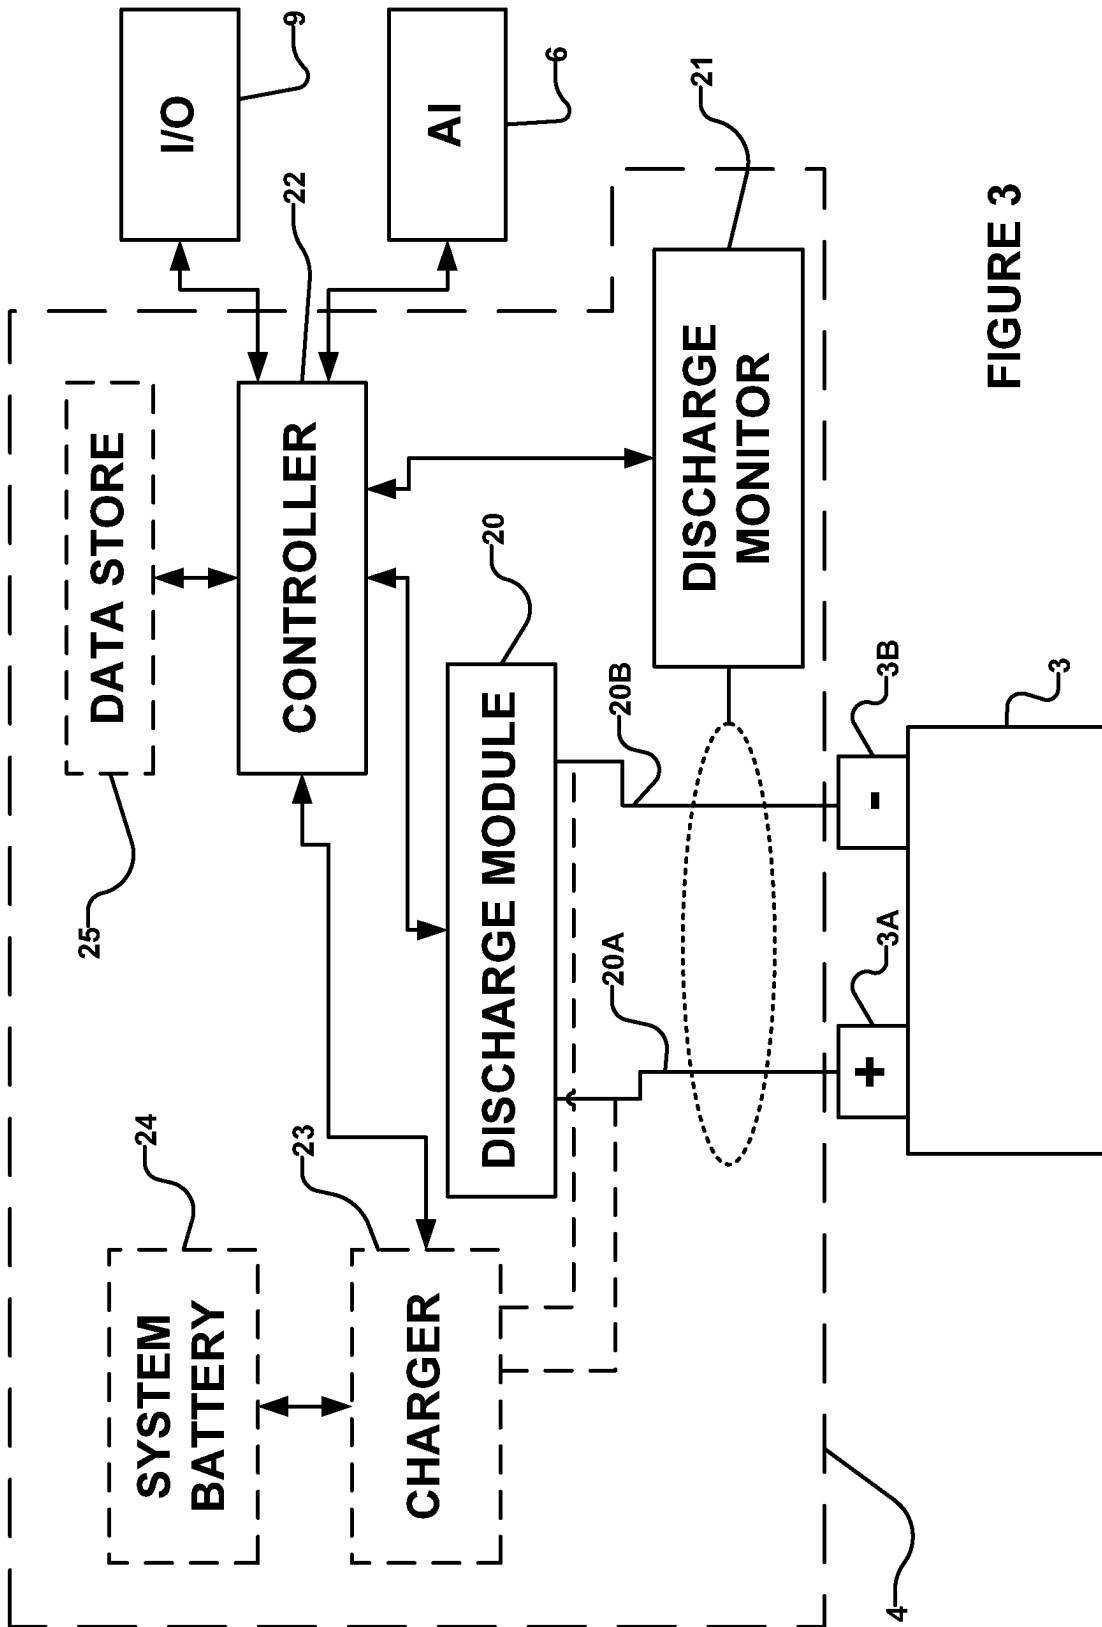 DATA STORE
25
SYSTEM
BATTERY
24
I/O
9
CONTROLLER
22
23
CHARGER
AI
6
DISCHARGE MODULE
20
20A
20B
DISCHARGE
MONITOR
21
+
3A
-
3B
4
3
FIGURE 3